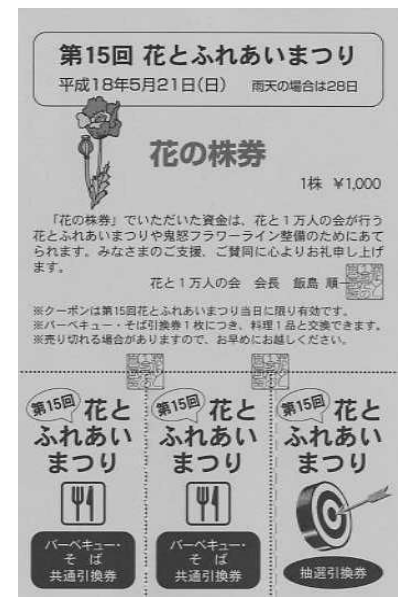 第15回 花とふれあいまつり
平成18年5月21日(日) 雨天の場合は28日
花の株券
1株 ¥1,000
「花の株券」でいただいた資金は、花と1万人の会が行う
花とふれあいまつりや鬼怒フラワーライン整備のためにあて
られます。みなさまのご支援、ご賛同に心よりお礼申し上げ
ます。
花と1万人の会 会長 飯島 順一
※クーポンは第15回花とふれあいまつり当日に限り有効です。
※バーベキュー・そば引換券1枚につき、料理1品と交換できます。
※売り切れる場合がありますので、お早めにお越しください。
第15回 花と
ふれあい
まつり
バーベキュー・
そば
共通引換券
第15回 花と
ふれあい
まつり
バーベキュー・
そば
共通引換券
第15回 花と
ふれあい
まつり
抽選引換券